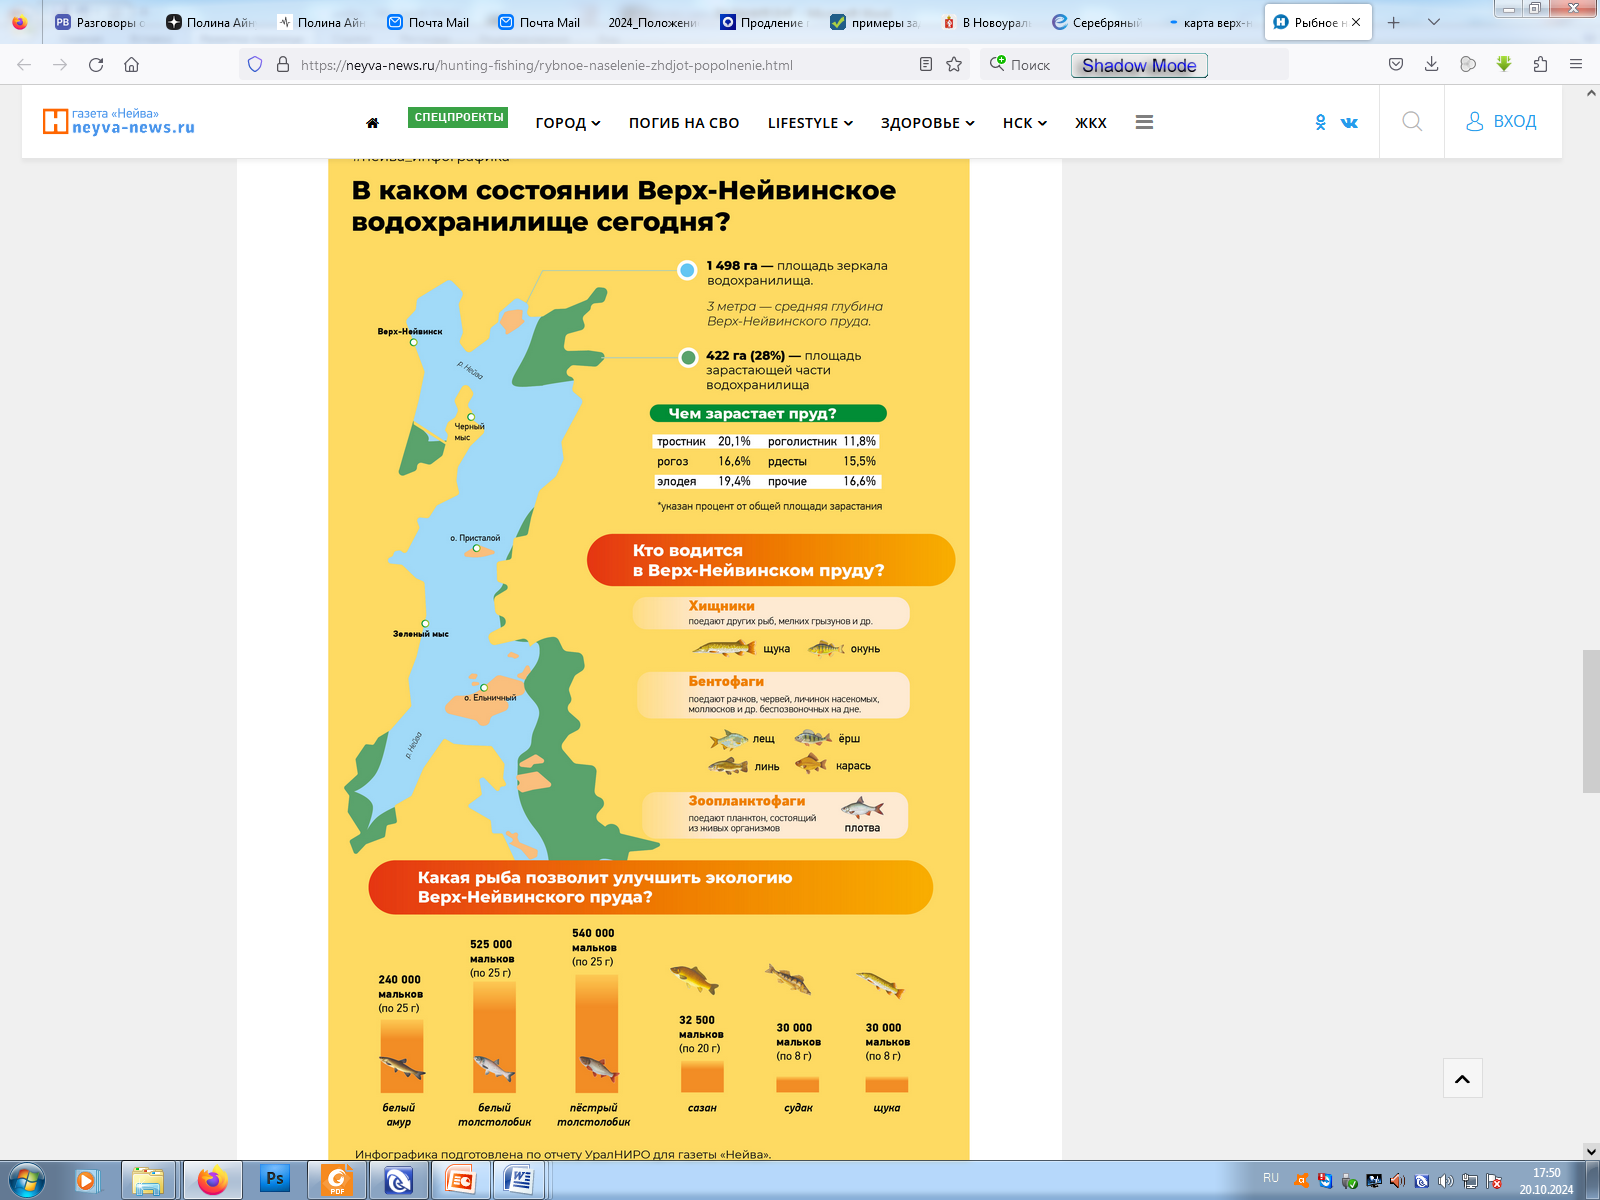 Разговоры о
Полина Айн
Полина Айн
Почта Mail
Почта Mail
2024_Положени
Продление
примеры за
В Новоурал
Серебряный
карта верх-н
Рыбное н
https://neyva-news.ru/hunting-fishing/rybnoe-naselenie-zhdjot-popolnenie.html
Поиск
Shadow Mode
газета «Нейва»
neyva-news.ru
СПЕЦПРОЕКТЫ
ГОРОД
ПОГИБ НА СВО
LIFESTYLE
ЗДОРОВЬЕ
НСК
ЖКХ
ВХОД
В каком состоянии Верх-Нейвинское
водохранилище сегодня?
1 498 га — площадь зеркала
водохранилища.
3 метра — средняя глубина
Верх-Нейвинского пруда.
422 га (28%) — площадь
зарастающей части
водохранилища
Верх-Нейвинск
р. Нейва
Черный
мыс
о. Присталой
Зеленый мыс
о. Ельничный
р. Нейва
Чем зарастает пруд?
тростник 20,1% роголистник 11,8%
рогоз 16,6% рдесты 15,5%
элодея 19,4% прочие 16,6%
*указан процент от общей площади зарастания
Кто водится
в Верх-Нейвинском пруду?
Хищники
поедают других рыб, мелких грызунов и др.
щука окунь
Бентофаги
поедают рачков, червей, личинок насекомых,
моллюсков и др. беспозвоночных на дне.
лещ ёрш
линь карась
Зоопланктофаги
поедают планктон, состоящий
из живых организмов
плотва
Какая рыба позволит улучшить экологию
Верх-Нейвинского пруда?
240 000
мальков
(по 25 г)
белый
амур
525 000
мальков
(по 25 г)
белый
толстолобик
540 000
мальков
(по 25 г)
пёстрый
толстолобик
32 500
мальков
(по 20 г)
сазан
30 000
мальков
(по 8 г)
судак
30 000
мальков
(по 8 г)
щука
Инфографика подготовлена по отчету УралНИРО для газеты «Нейва».
RU
17:50
20.10.2024